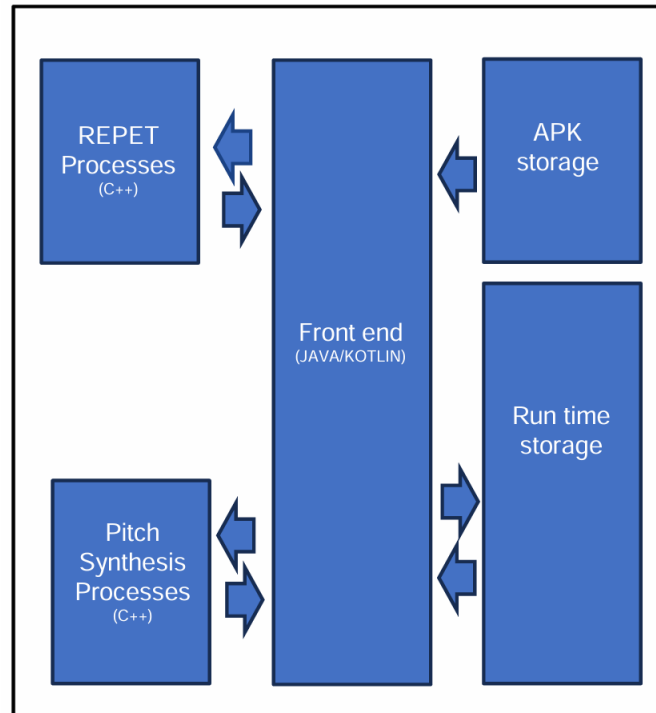 REPET
Processes
(C++)
APK
storage
Front end
(JAVA/KOTLIN)
Run time
storage
Pitch
Synthesis
Processes
(C++)